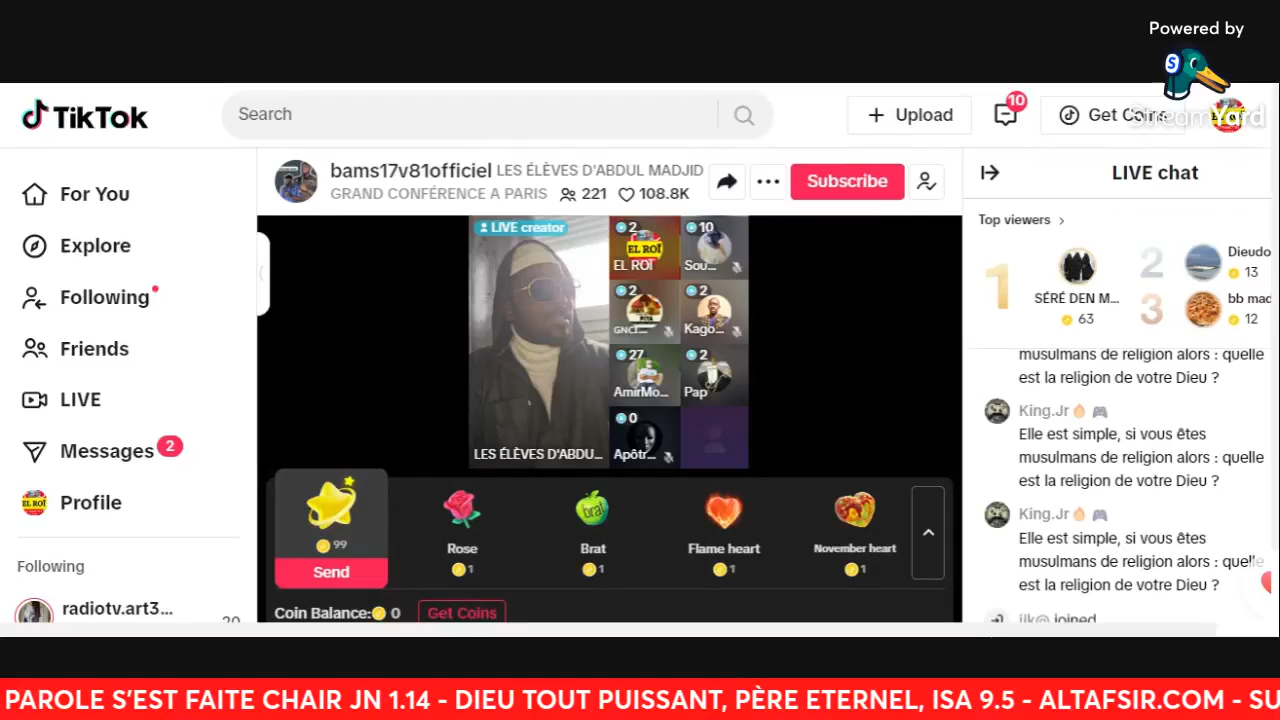 Powered by
StreamYard
TikTok
Search
Upload
10
Get Coins
For You
Explore
Following
Friends
LIVE
Messages 2
Profile
Following
radiotv.art3...
20
bams17v81officiel LES ÉLÈVES D'ABDUL MADJID
GRAND CONFÉRENCE A PARIS 221 108.8K
Subscribe
LIVE creator
LES ÉLÈVES D'ABDU...
2
EL ROÏ
EL ROÏ
10
Sou...
2
GNCI...
2
Kago...
27
AmirMo...
2
Pap
0
Apôtr...
99
Send
Rose
1
brat
Brat
1
Flame heart
1
November heart
1
Coin Balance: 0 Get Coins
LIVE chat
Top viewers
1
SÉRÉ DEN M...
63
2
Dieudo
13
3
bb mad
12
musulmans de religion alors : quelle
est la religion de votre Dieu ?
King.Jr
Elle est simple, si vous êtes
musulmans de religion alors : quelle
est la religion de votre Dieu ?
King.Jr
Elle est simple, si vous êtes
musulmans de religion alors : quelle
est la religion de votre Dieu ?
joined
PAROLE S'EST FAITE CHAIR JN 1.14 - DIEU TOUT PUISSANT, PÈRE ETERNEL, ISA 9.5 - ALTAFSIR.COM - SU